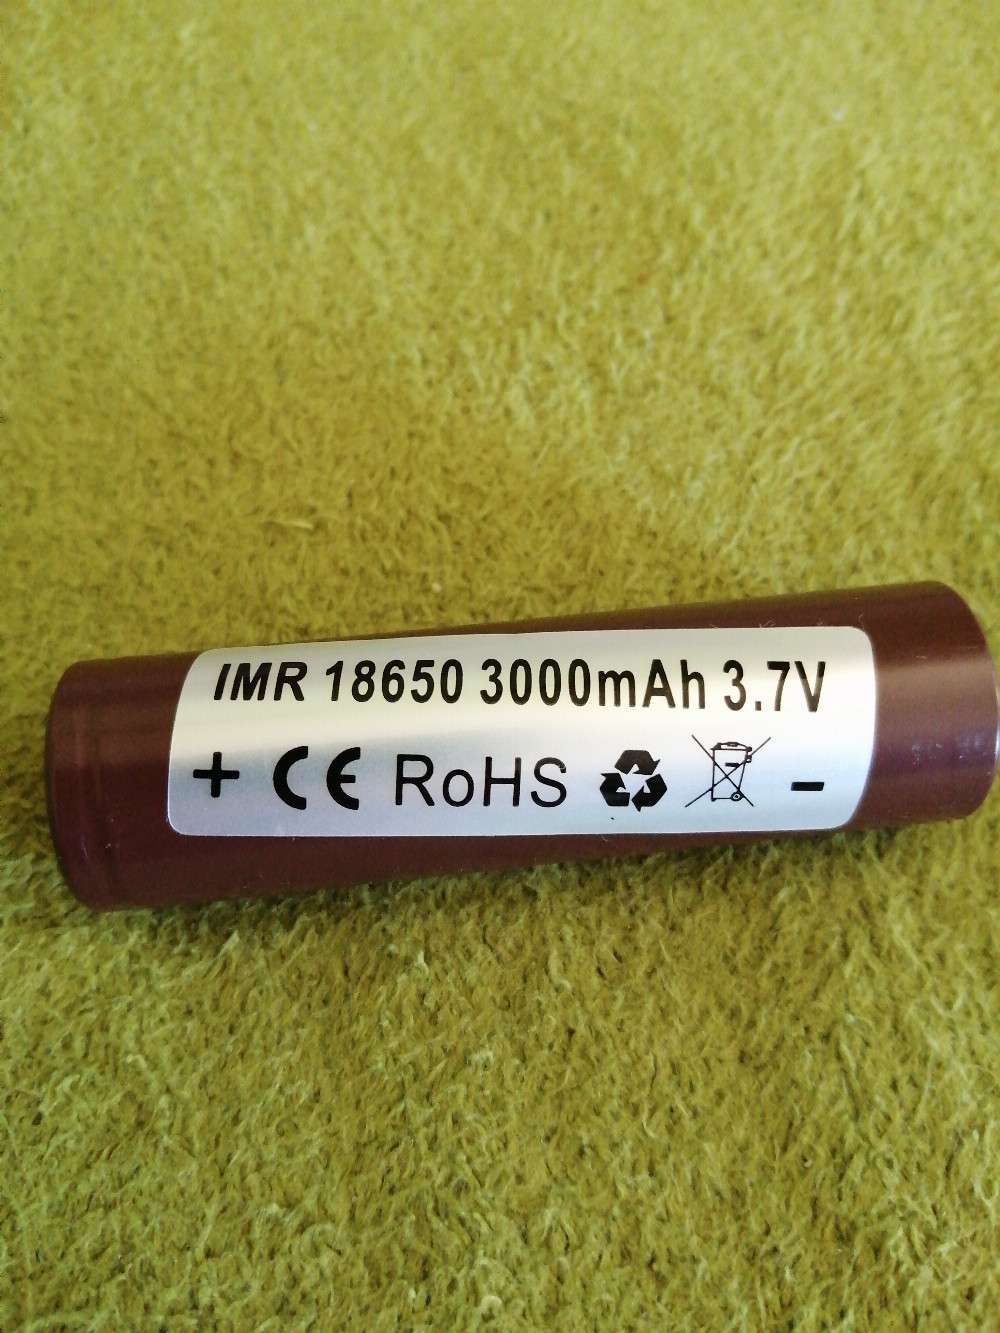 IMR 18650 3000mAh 3.7V
+ CE RoHS -